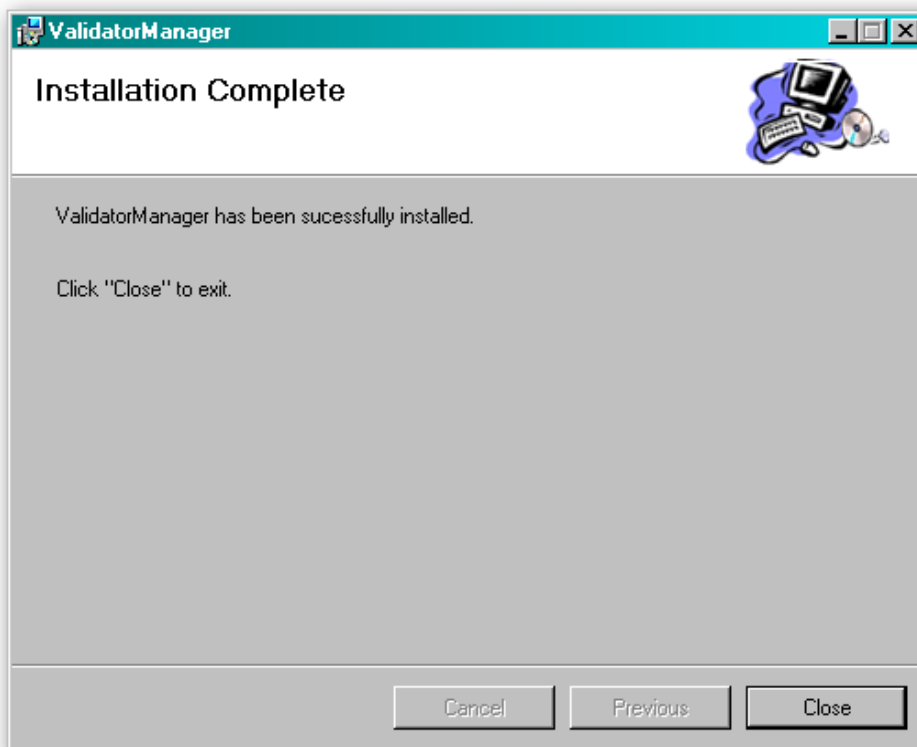 ValidatorManager
Installation Complete
ValidatorManager has been sucessfully installed.
Click "Close" to exit.
Cancel Previous Close